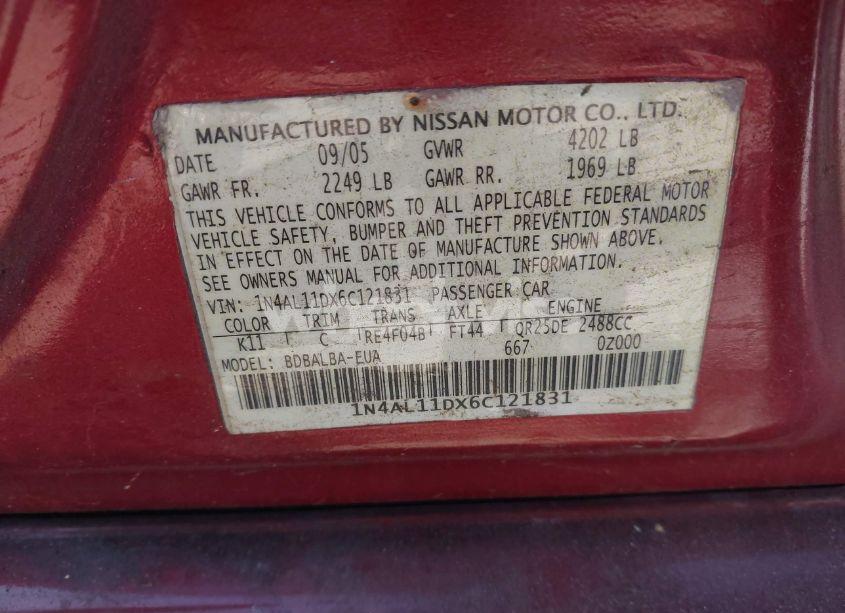 MANUFACTURED BY NISSAN MOTOR CO., LTD.
DATE 09/05 GVWR 4202 LB
GAWR FR. 2249 LB GAWR RR. 1969 LB
THIS VEHICLE CONFORMS TO ALL APPLICABLE FEDERAL MOTOR
VEHICLE SAFETY, BUMPER AND THEFT PREVENTION STANDARDS
IN EFFECT ON THE DATE OF MANUFACTURE SHOWN ABOVE.
SEE OWNERS MANUAL FOR ADDITIONAL INFORMATION.
VIN: 1N4AL11DX6C121831 PASSENGER CAR
COLOR TRIM TRANS AXLE ENGINE
K11 C RE4F04B FT44 QR25DE 2488CC
MODEL: BDBALBA-EUA 667 0Z000
1N4AL11DX6C121831